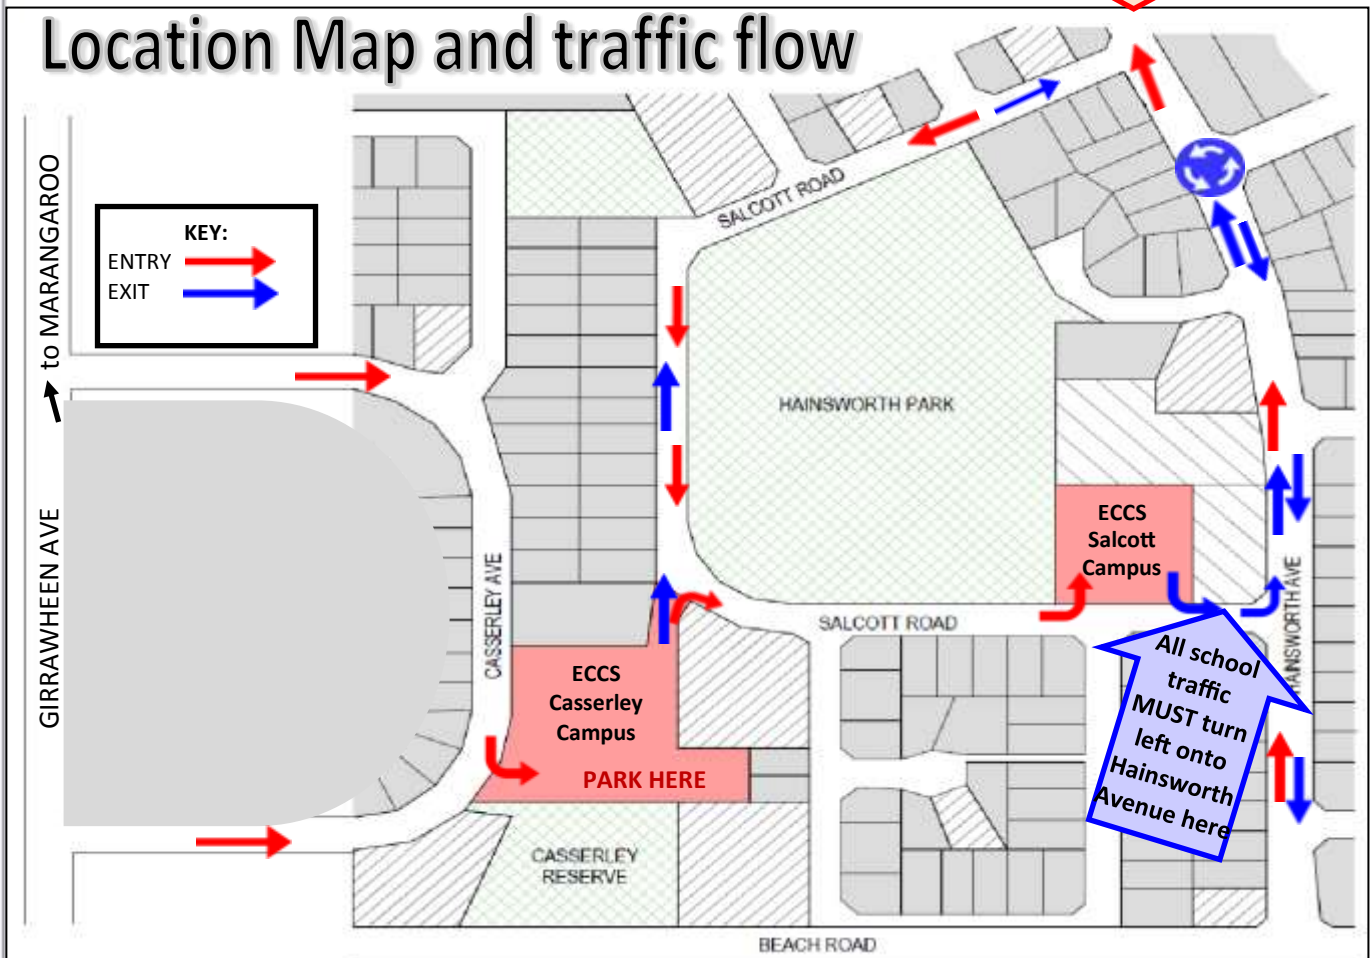 Location Map and traffic flow
to MARANGAROO
GIRRAWHEEN AVE
KEY:
ENTRY
EXIT
SALCOTT ROAD
HAINSWORTH PARK
ECCS
Salcott
Campus
CASSERLEY AVE
SALCOTT ROAD
HAINSWORTH AVE
ECCS
Casserley
Campus
PARK HERE
All school
traffic
MUST turn
left onto
Hainsworth
Avenue here
CASSERLEY
RESERVE
BEACH ROAD